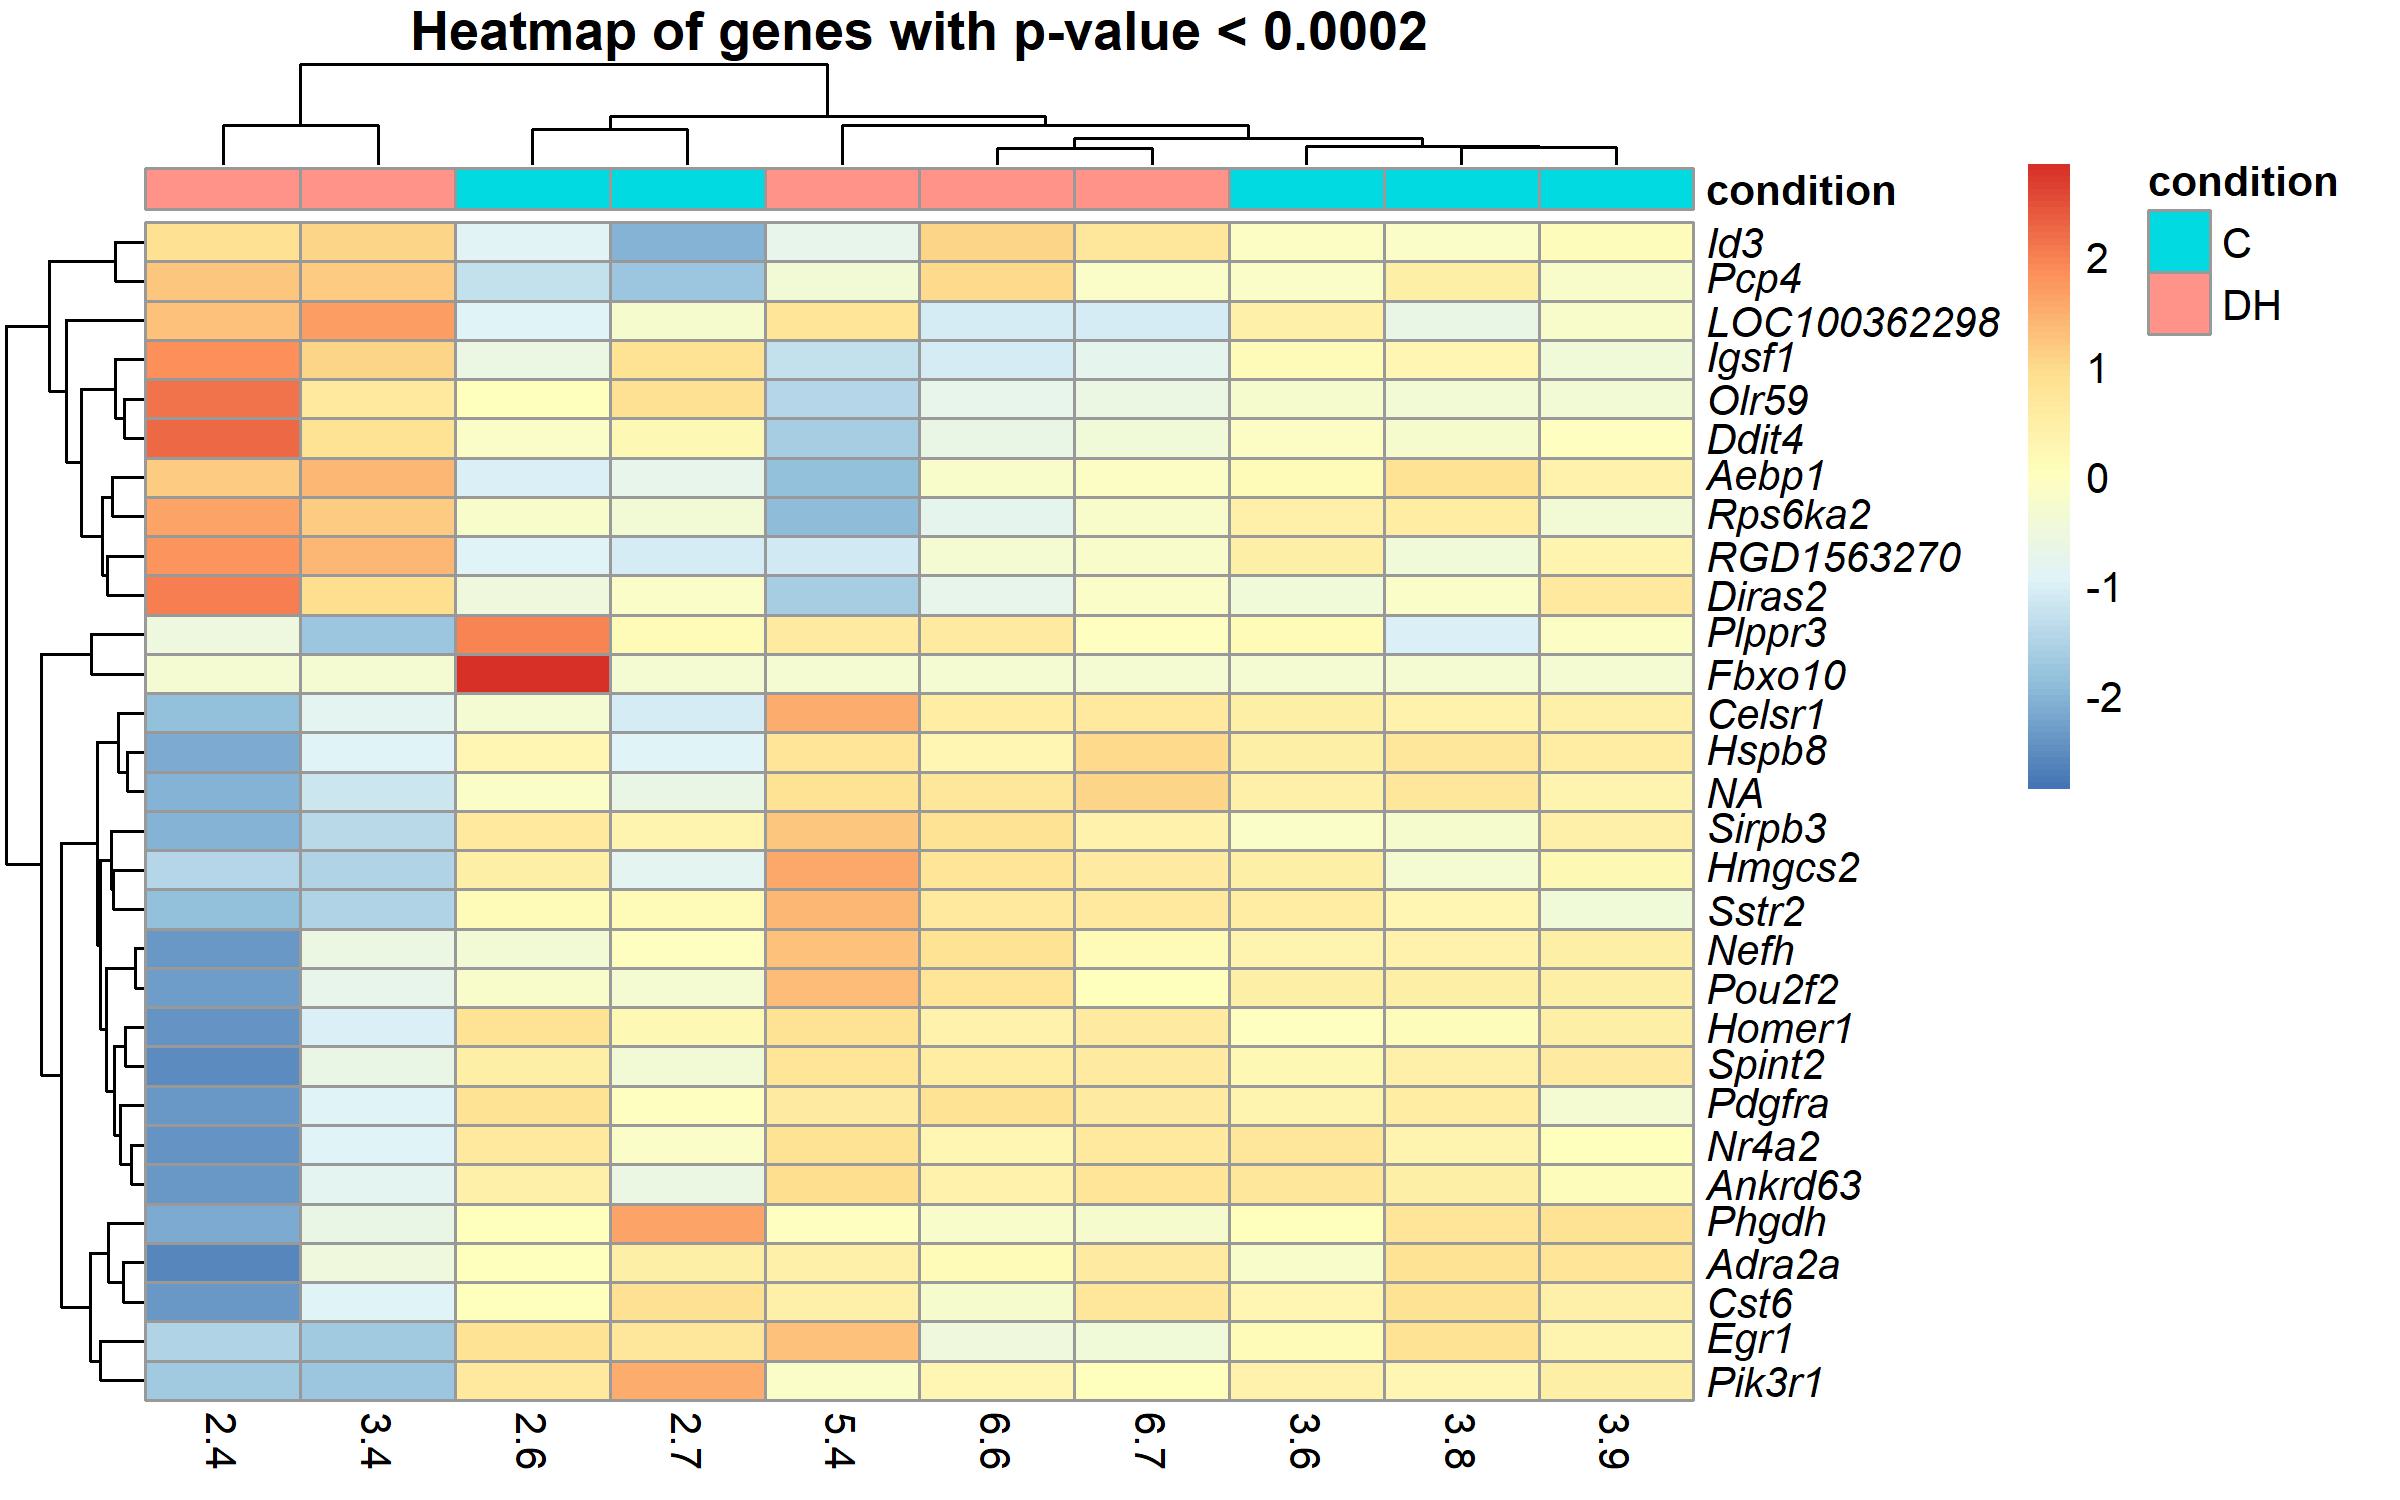 Heatmap of genes with p-value < 0.0002
condition
Id3
Pcp4
LOC100362298
Igsf1
Olr59
Ddit4
Aebp1
Rps6ka2
RGD1563270
Diras2
Plppr3
Fbxo10
Celsr1
Hspb8
NA
Sirpb3
Hmgcs2
Sstr2
Nefh
Pou2f2
Homer1
Spint2
Pdgfra
Nr4a2
Ankrd63
Phgdh
Adra2a
Cst6
Egr1
Pik3r1
2.4
3.4
2.6
2.7
5.4
6.6
6.7
3.6
3.8
3.9
2
1
0
-1
-2
condition
C
DH